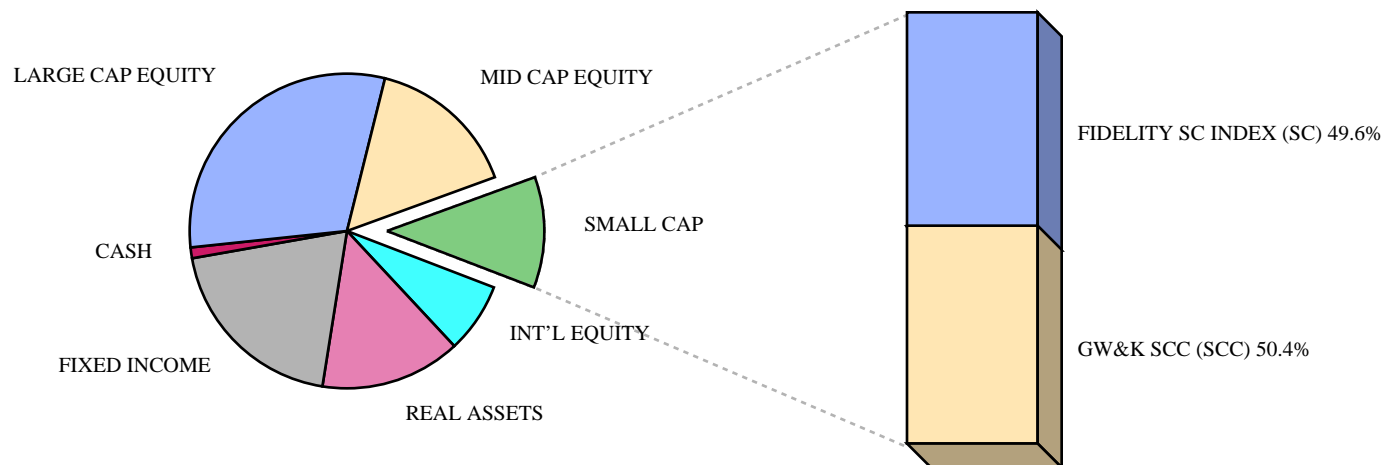 LARGE CAP EQUITY
MID CAP EQUITY
FIDELITY SC INDEX (SC) 49.6%
SMALL CAP
CASH
INT'L EQUITY
GW&K SCC (SCC) 50.4%
FIXED INCOME
REAL ASSETS